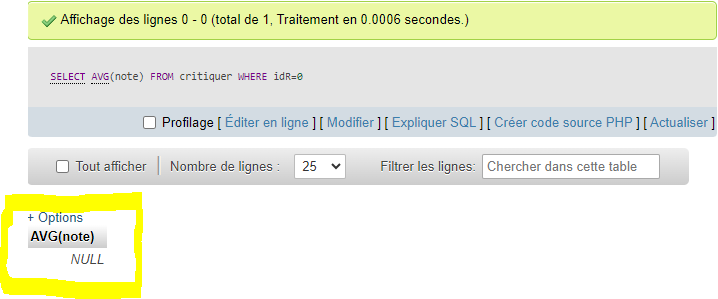 Affichage des lignes 0 - 0 (total de 1, Traitement en 0.0006 secondes.)
SELECT AVG(note) FROM critiquer WHERE idR=0
Profilage [ Éditer en ligne ] [ Modifier ] [ Expliquer SQL ] [ Créer code source PHP ] [ Actualiser ]
Tout afficher | Nombre de lignes : 25 Filtrer les lignes: Chercher dans cette table
+ Options
AVG(note)
NULL